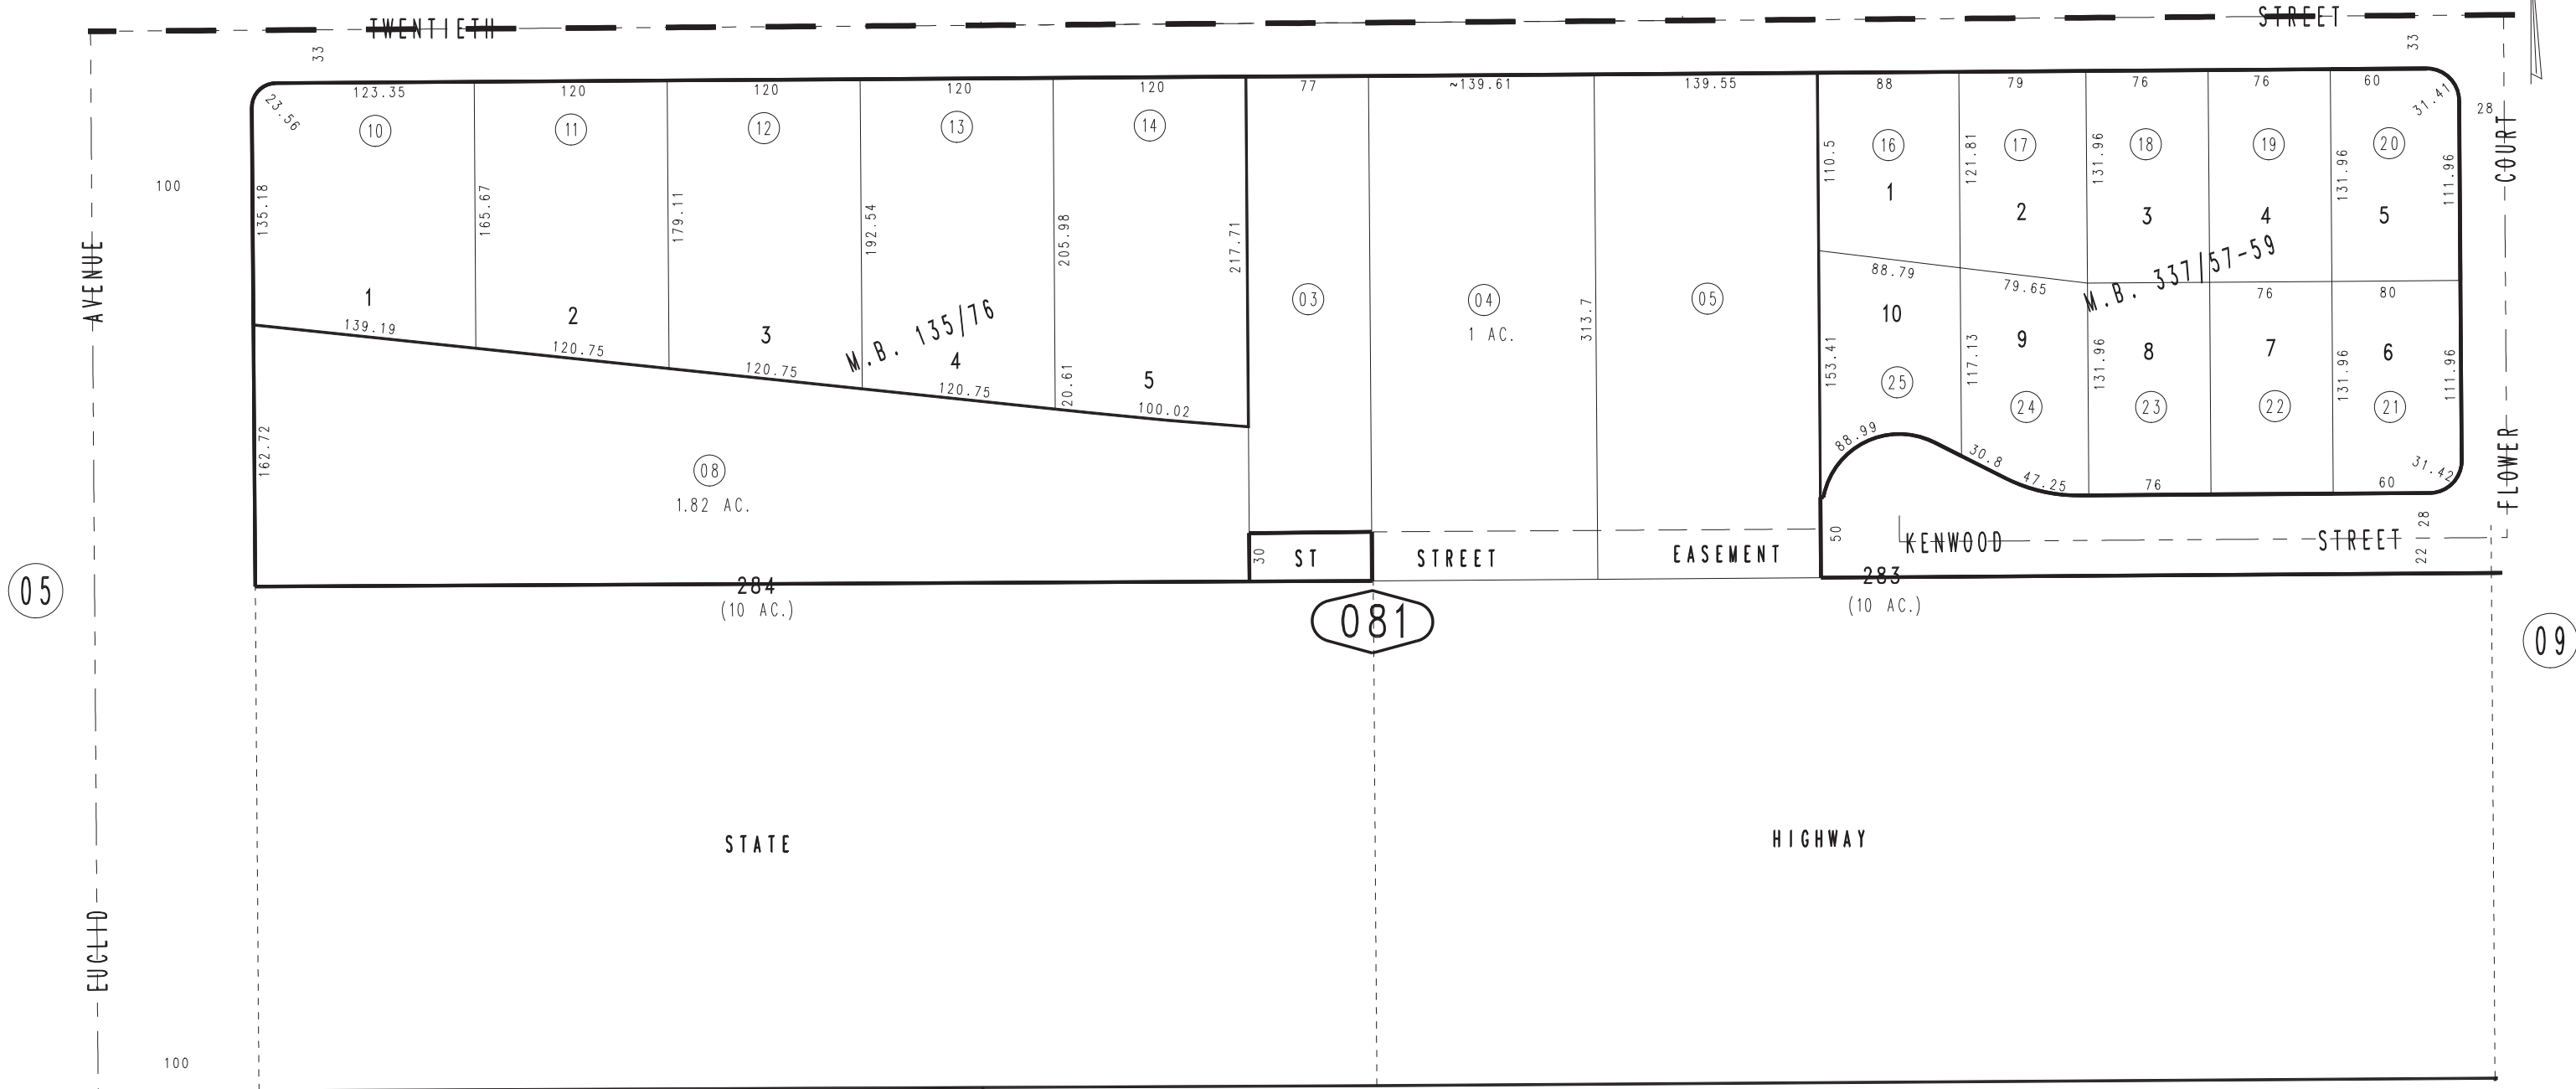 TWENTIETH STREET
33 33
23.56 123.35 120 120 120 120 77 ~139.61 139.55 88 79 76 76 60 31.41
28
10 11 12 13 14 16 17 18 19 20
100
135.18 165.67 179.11 192.54 205.98 217.71 110.5 121.81 131.96 131.96 111.96
COURT
1 2 3 4 5
AVENUE
03 04 05
1 AC.
313.7
M.B. 337/57-59
88.79 79.65 76 80
1 2 3 4 5
M.B. 135/76
139.19 120.75 120.75 120.75 20.61 100.02
10 9 8 7 6
153.41 117.13 131.96 131.96 111.96
25 24 23 22 21
162.72
08
1.82 AC.
88.99 30.8 47.25 76 60 31.42
FLOWER
30 ST STREET EASEMENT
50 KENWOOD STREET 28
22
05
284
(10 AC.)
283
(10 AC.)
081
09
STATE HIGHWAY
EUCLID
100